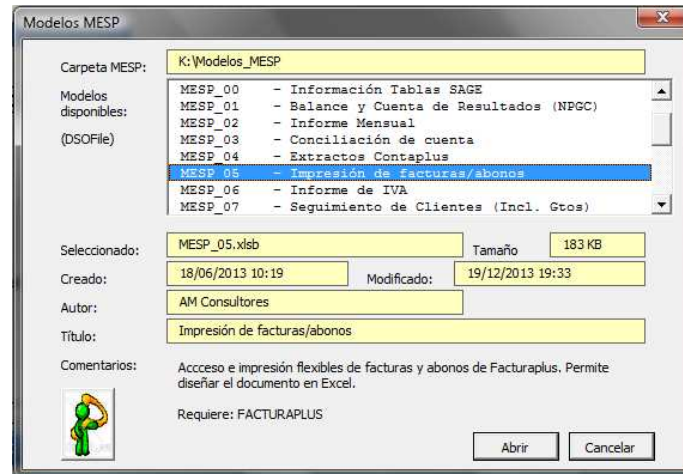 Modelos MESP
Carpeta MESP: K:\Modelos_MESP
Modelos disponibles:
(DSOFile)
MESP_00 - Información Tablas SAGE
MESP_01 - Balance y Cuenta de Resultados (NPGC)
MESP_02 - Informe Mensual
MESP_03 - Conciliación de cuenta
MESP_04 - Extractos Contaplus
MESP_05 - Impresión de facturas/abonos
MESP_06 - Informe de IVA
MESP_07 - Seguimiento de Clientes (Incl. Gtos)
Seleccionado: MESP_05.xlsb Tamaño 183 KB
Creado: 18/06/2013 10:19 Modificado: 19/12/2013 19:33
Autor: AM Consultores
Título: Impresión de facturas/abonos
Comentarios: Accceso e impresión flexibles de facturas y abonos de Facturaplus. Permite
diseñar el documento en Excel.
Requiere: FACTURAPLUS
Abrir Cancelar